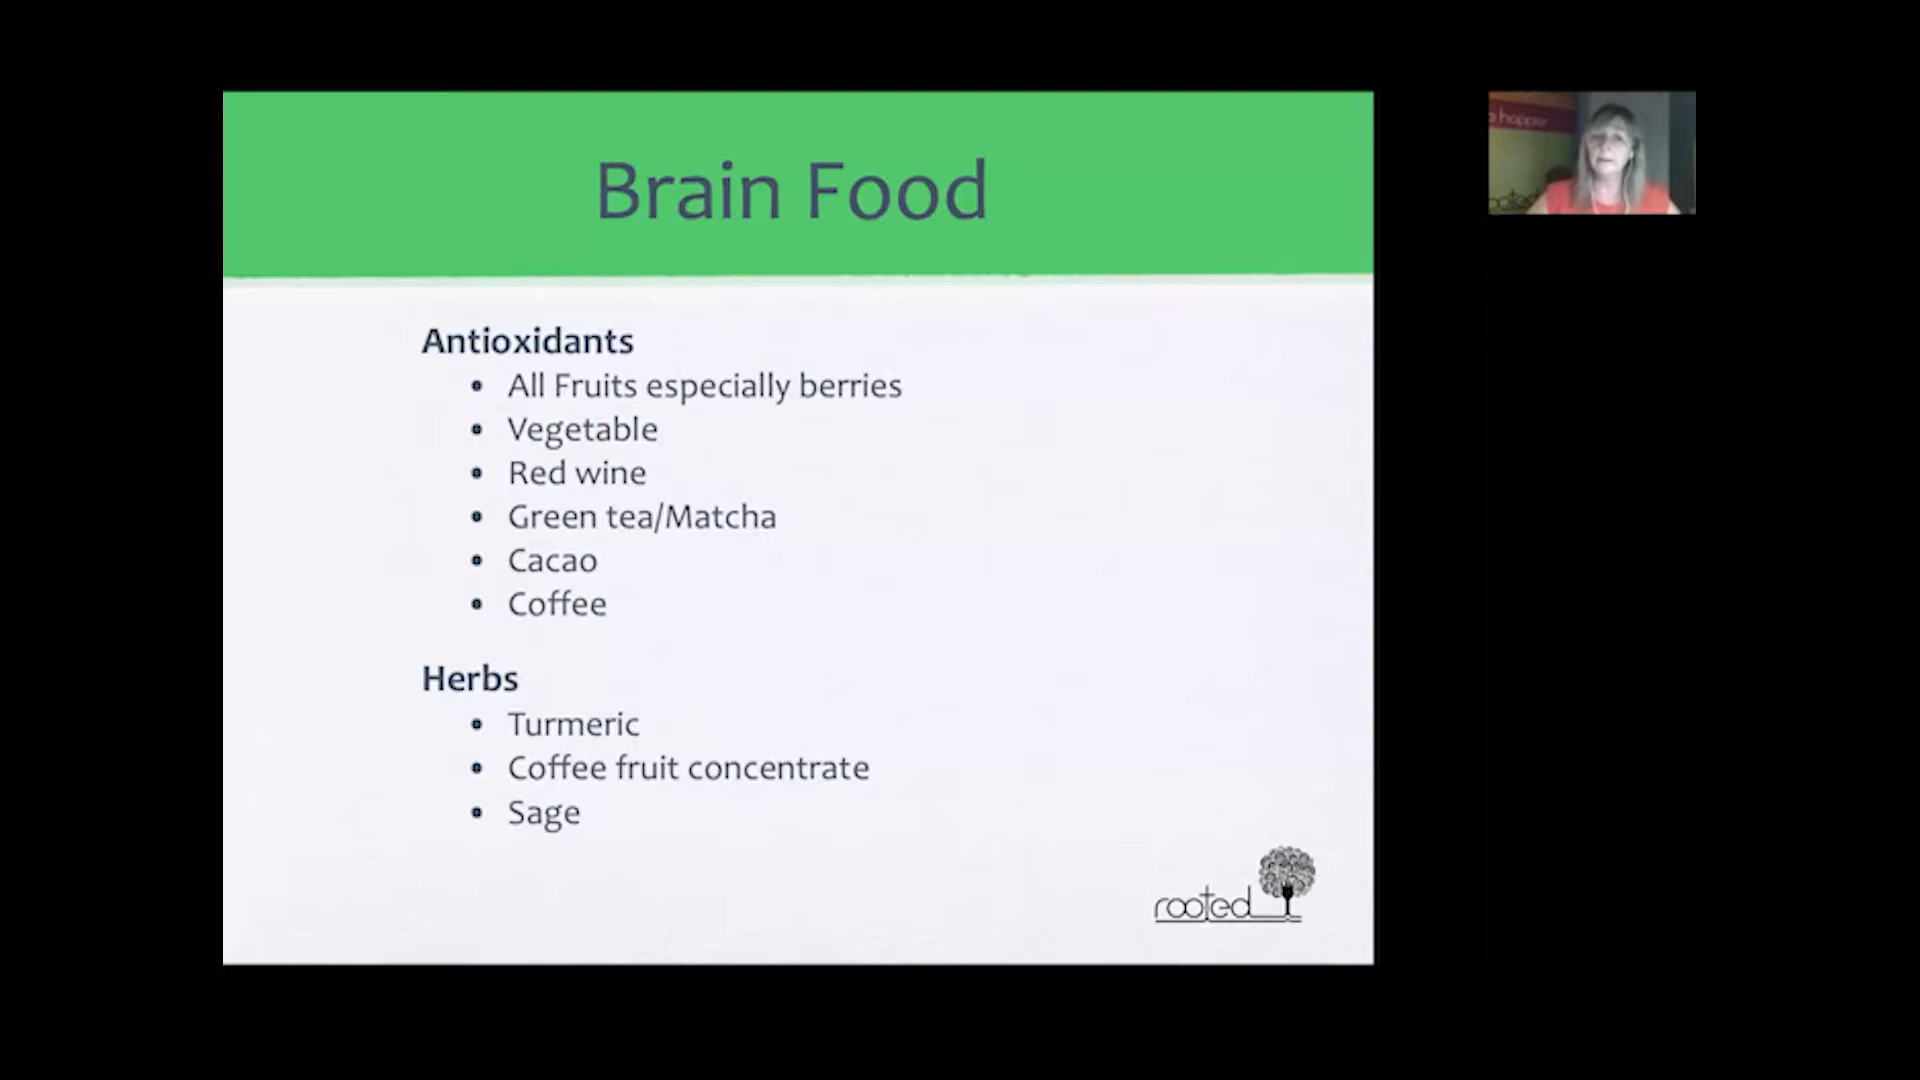 Brain Food
Antioxidants
• All Fruits especially berries
• Vegetable
• Red wine
• Green tea/Matcha
• Cacao
• Coffee
Herbs
• Turmeric
• Coffee fruit concentrate
• Sage
rooted
happier